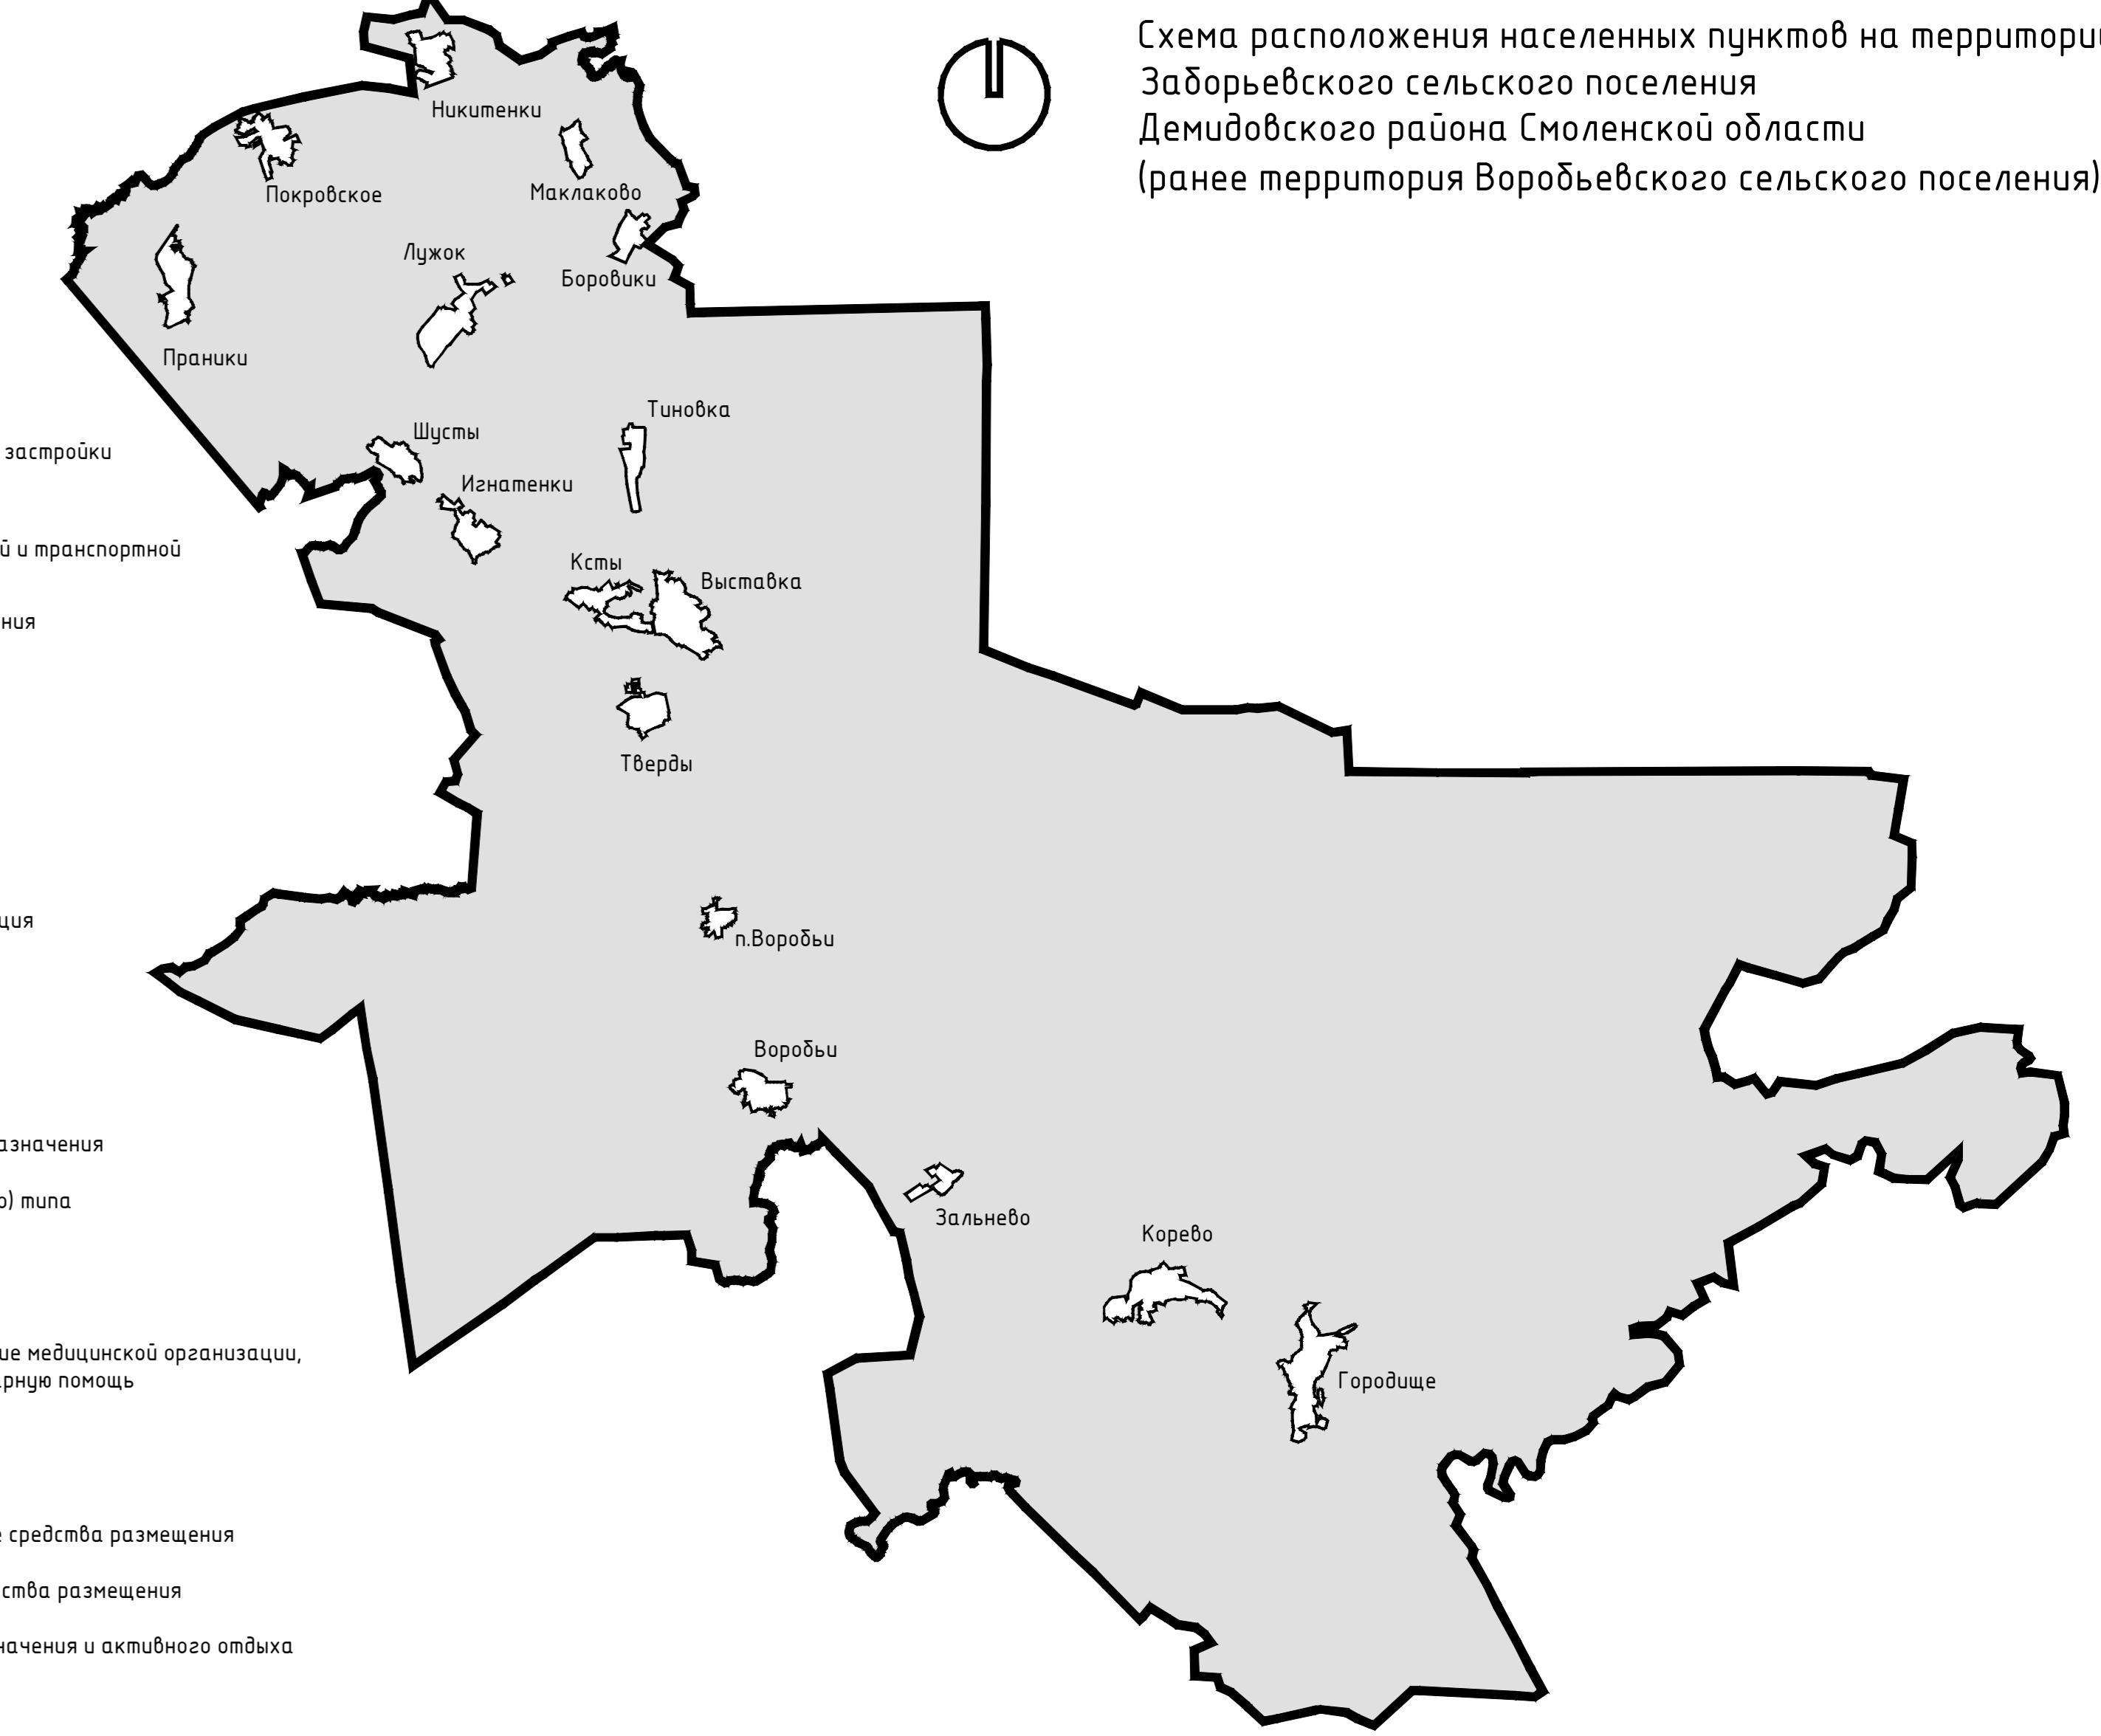 Схема расположения населенных пунктов на территории
Заборьевского сельского поселения
Демидовского района Смоленской области
(ранее территория Воробьевского сельского поселения)
Никитенки
Покровское
Маклаково
Лужок
Боровики
Праники
Тиновка
Шусты
застройки
Игнатенки
й и транспортной
Ксты
Выставка
ния
Тверды
ция
п.Воробьи
Воробьи
азначения
о) типа
Зальнево
Корево
ие медицинской организации,
Городище
рную помощь
е средства размещения
ства размещения
начения и активного отдыха